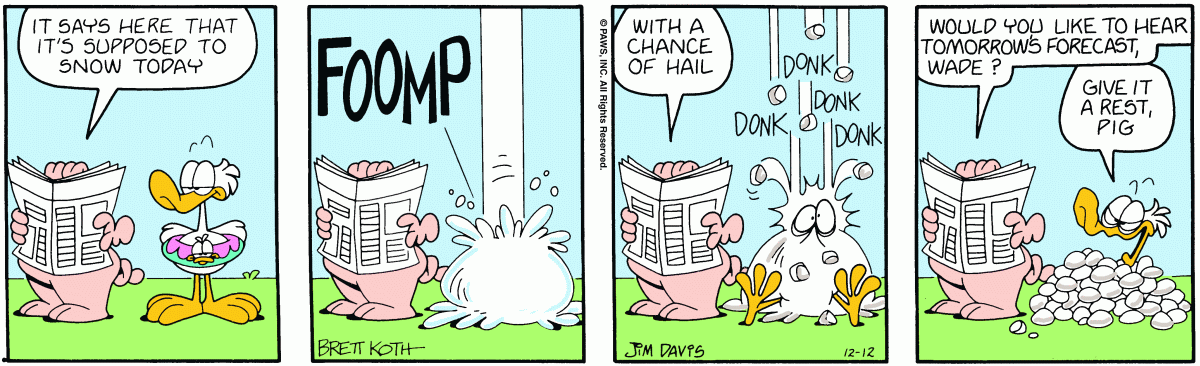 IT SAYS HERE THAT
IT'S SUPPOSED TO
SNOW TODAY
FOOMP
BRETT KOTH
© PAWS, INC. All Rights Reserved.
WITH A
CHANCE
OF HAIL
DONK
DONK
DONK
DONK
JIM DAVIS
12-12
WOULD YOU LIKE TO HEAR
TOMORROW'S FORECAST,
WADE?
GIVE IT
A REST,
PIG